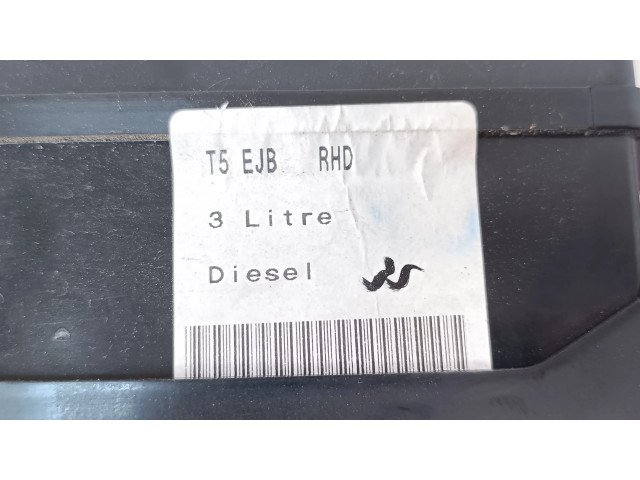 T5 EJB RHD
3 Litre
Diesel